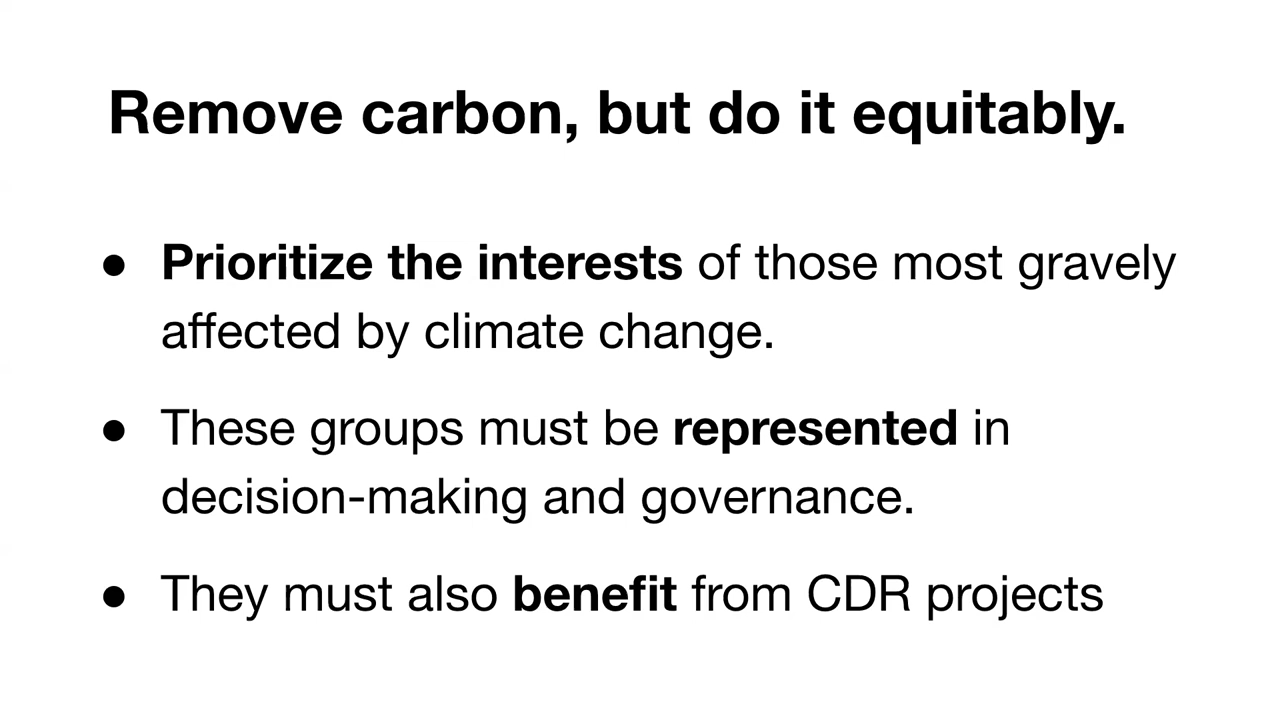 Remove carbon, but do it equitably.
● Prioritize the interests of those most gravely
affected by climate change.
● These groups must be represented in
decision-making and governance.
● They must also benefit from CDR projects